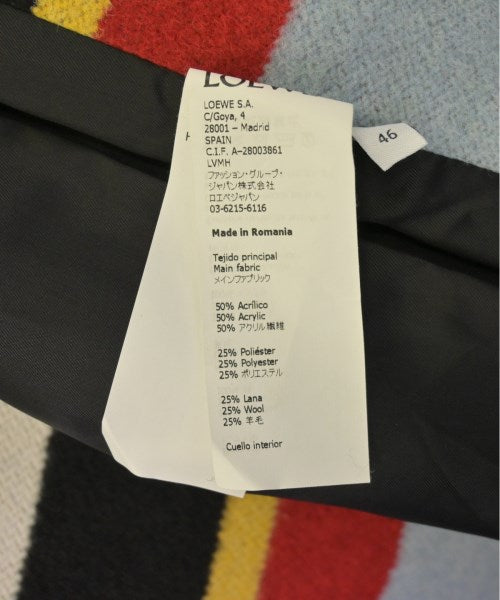 LOEWE
LOEWE S.A.
C/Goya, 4
28001 – Madrid
SPAIN
C.I.F. A-28003861
LVMH
ファッション・グループ・
ジャパン株式会社
ロエベジャパン
03-6215-6116
Made in Romania
Tejido principal
Main fabric
メインファブリック
50% Acrílico
50% Acrylic
50% アクリル繊維
25% Poliéster
25% Polyester
25% ポリエステル
25% Lana
25% Wool
25% 羊毛
Cuello interior
46